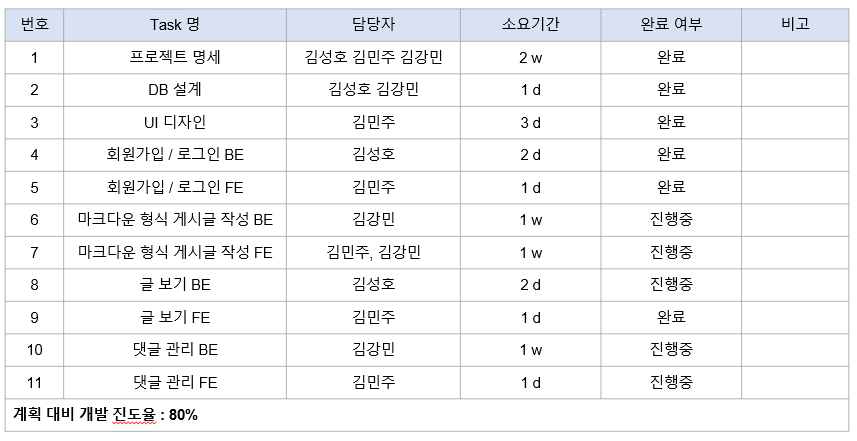 번호 Task 명 담당자 소요기간 완료 여부 비고
1 프로젝트 명세 김성호 김민주 김강민 2 w 완료
2 DB 설계 김성호 김강민 1 d 완료
3 UI 디자인 김민주 3 d 완료
4 회원가입 / 로그인 BE 김성호 2 d 완료
5 회원가입 / 로그인 FE 김민주 1 d 완료
6 마크다운 형식 게시글 작성 BE 김강민 1 w 진행중
7 마크다운 형식 게시글 작성 FE 김민주, 김강민 1 w 진행중
8 글 보기 BE 김성호 2 d 진행중
9 글 보기 FE 김민주 1 d 완료
10 댓글 관리 BE 김강민 1 w 진행중
11 댓글 관리 FE 김민주 1 d 진행중
계획 대비 개발 진도율 : 80%